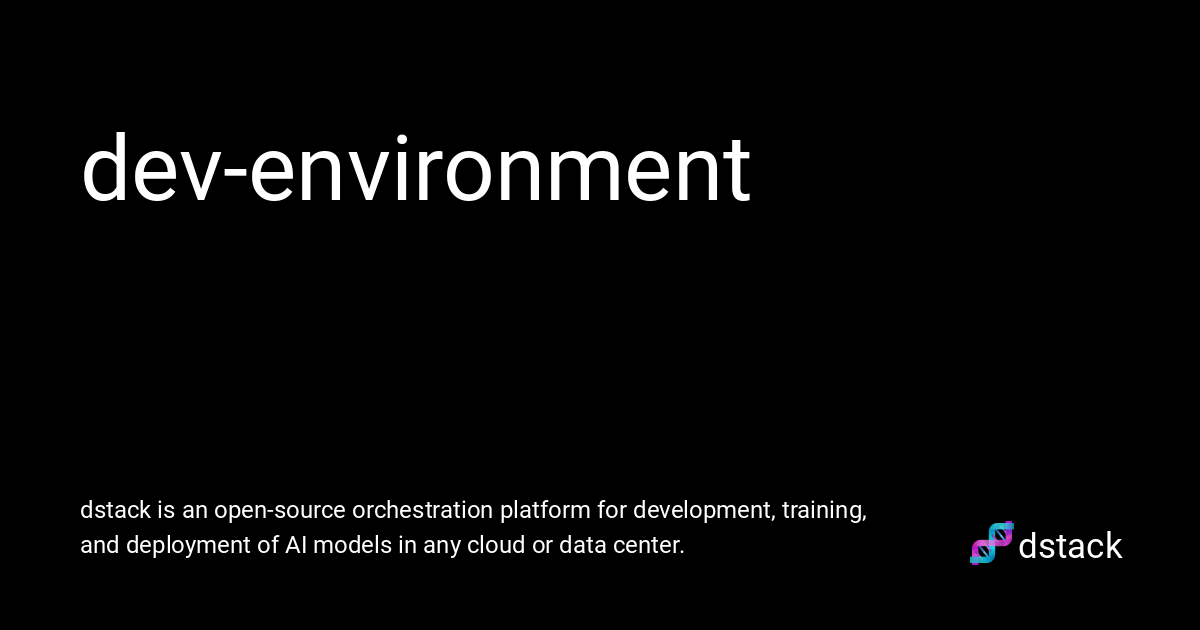 dev-environment
dstack is an open-source orchestration platform for development, training,
and deployment of AI models in any cloud or data center.
dstack